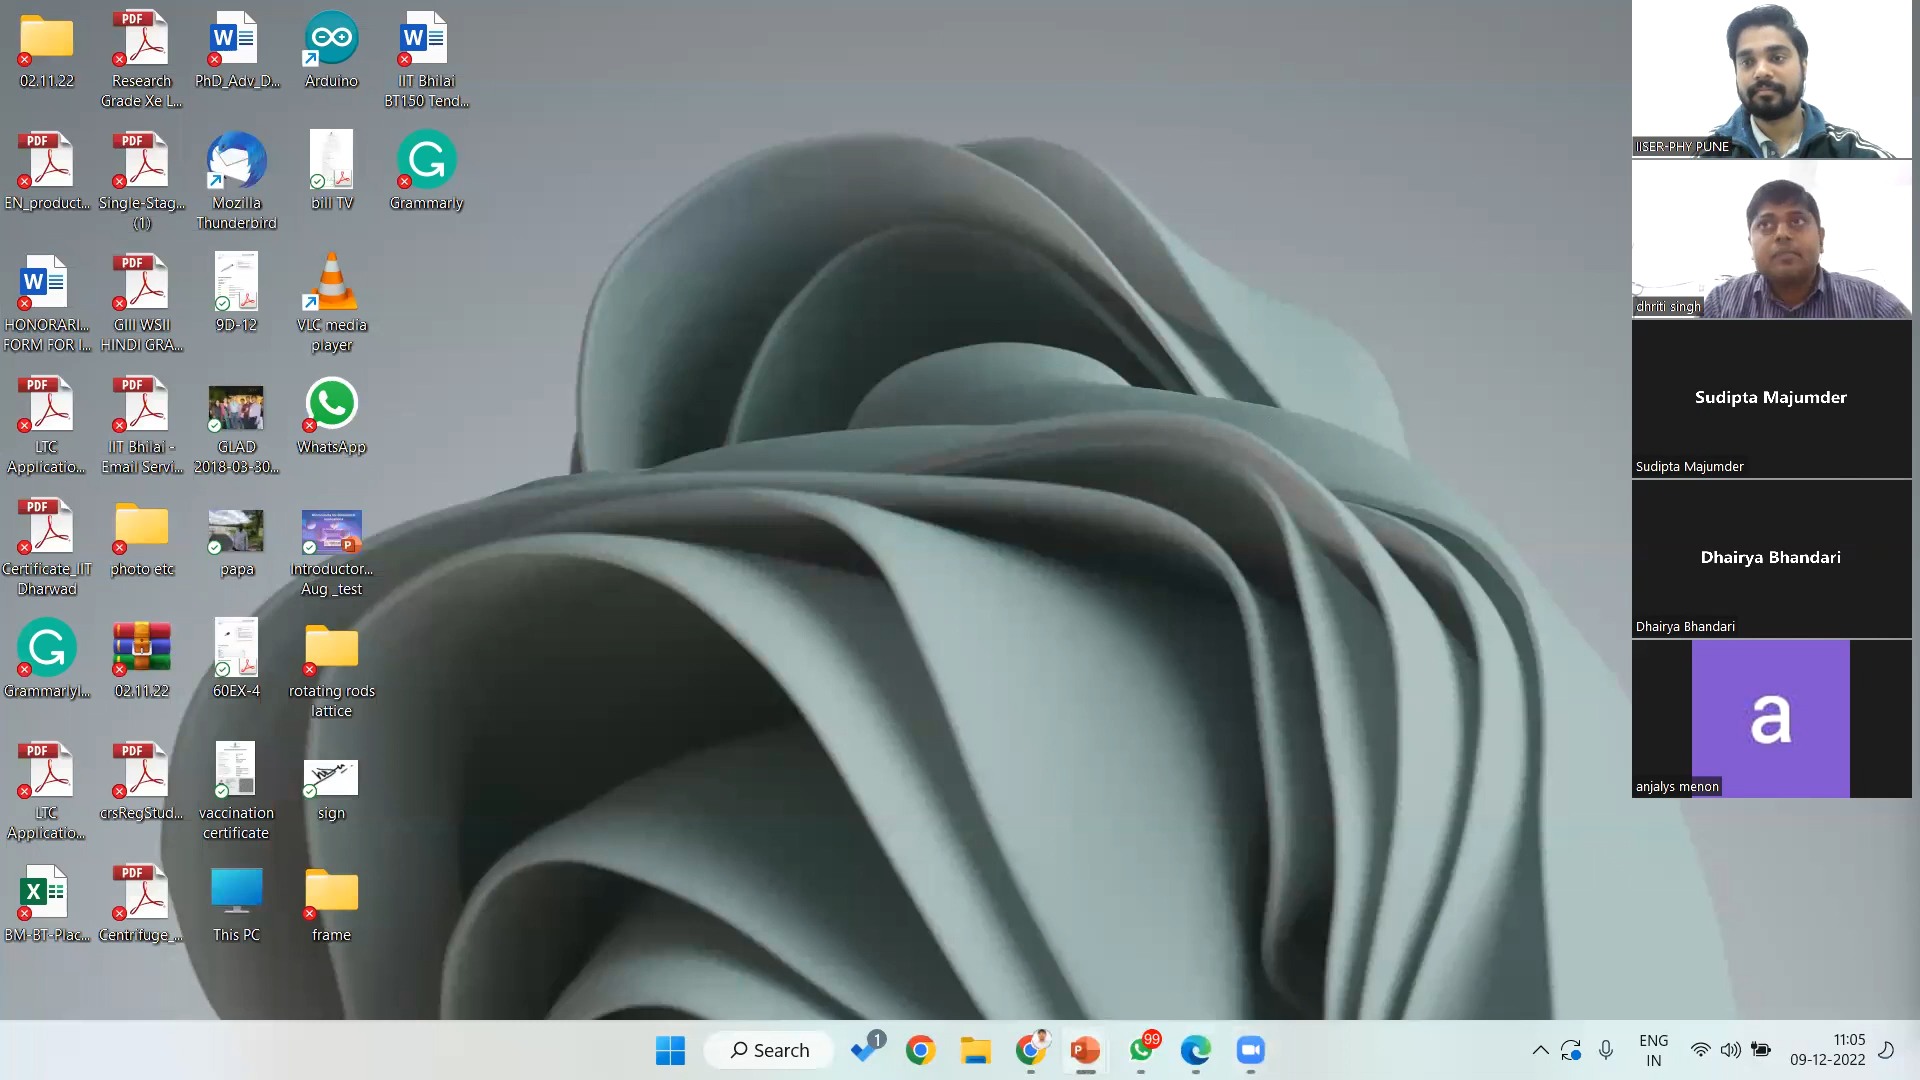 02.11.22
Research
Grade Xe L...
PhD_Adv_D...
Arduino
IIT Bhilai
BT150 Tend...
EN_product...
Single-Stag...
(1)
Mozilla
Thunderbird
bill TV
Grammarly
HONORARI...
FORM FOR I...
GIII WSII
HINDI GRA...
9D-12
VLC media
player
LTC
Applicatio...
IIT Bhilai -
Email Servi...
GLAD
2018-03-30...
WhatsApp
Certificate_IIT
Dharwad
photo etc
papa
Introductor...
Aug _test
Grammarlyl...
02.11.22
60EX-4
rotating rods
lattice
LTC
Applicatio...
crsRegStud...
vaccination
certificate
sign
BM-BT-Plac...
Centrifuge_...
This PC
frame
IISER-PHY PUNE
dhriti singh
Sudipta Majumder
Sudipta Majumder
Dhairya Bhandari
Dhairya Bhandari
a
anjalys menon
Search
1
99
ENG
IN
11:05
09-12-2022